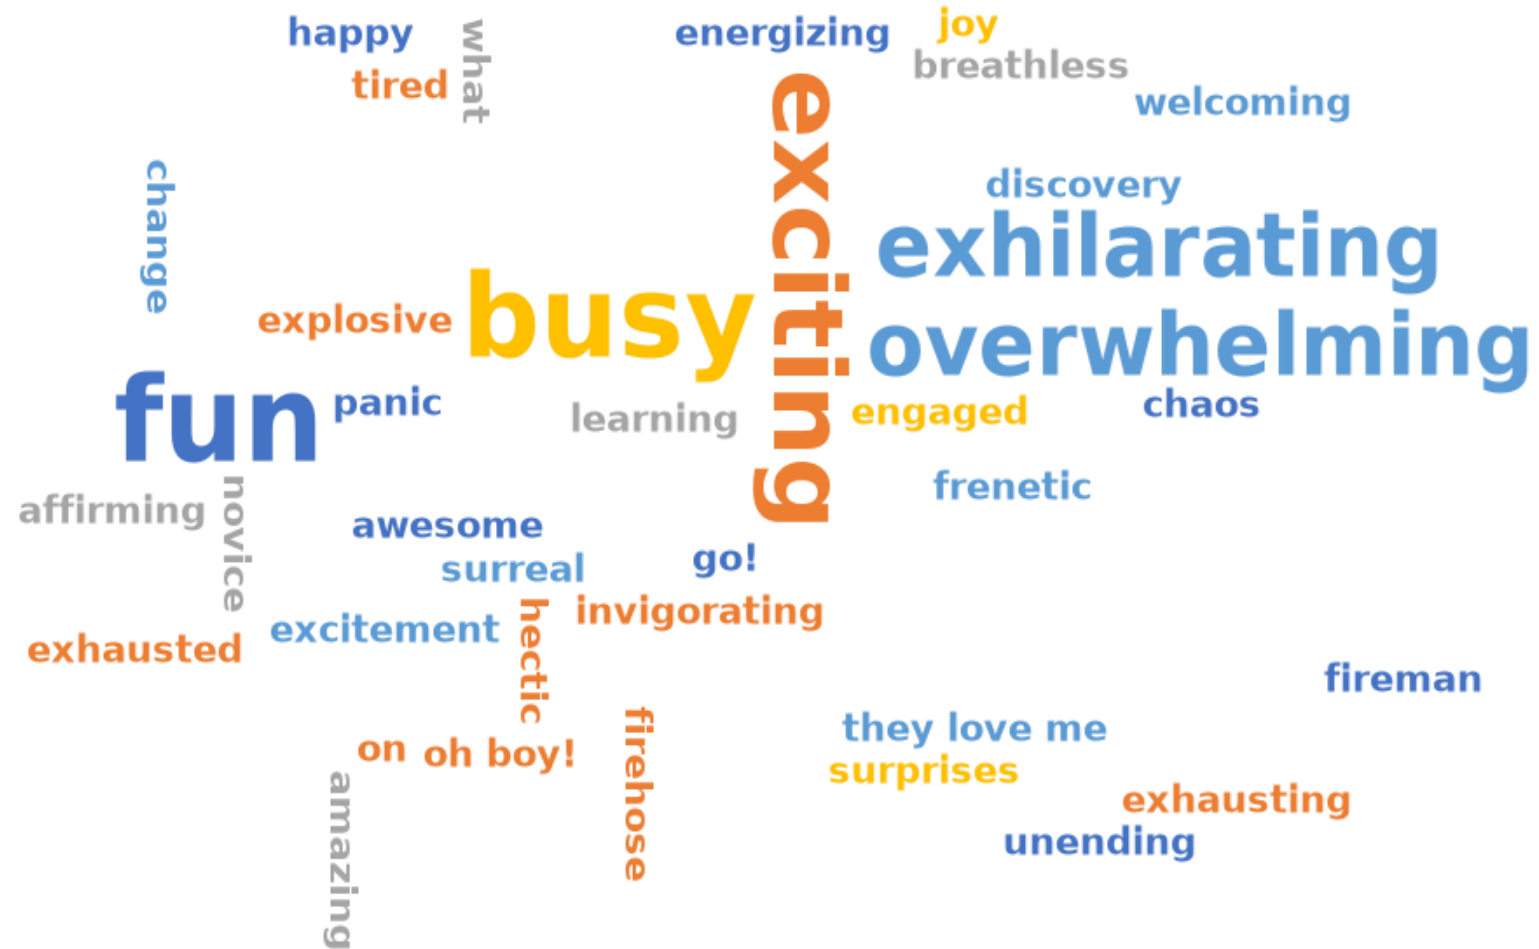 happy
what
energizing
joy
breathless
tired
welcoming
exciting
change
discovery
exhilarating
busy
explosive
overwhelming
fun
panic
learning
engaged
chaos
affirming
novice
frenetic
awesome
surreal
go!
invigorating
hectic
excitement
exhausted
fireman
firehose
they love me
on
oh boy!
surprises
amazing
exhausting
unending